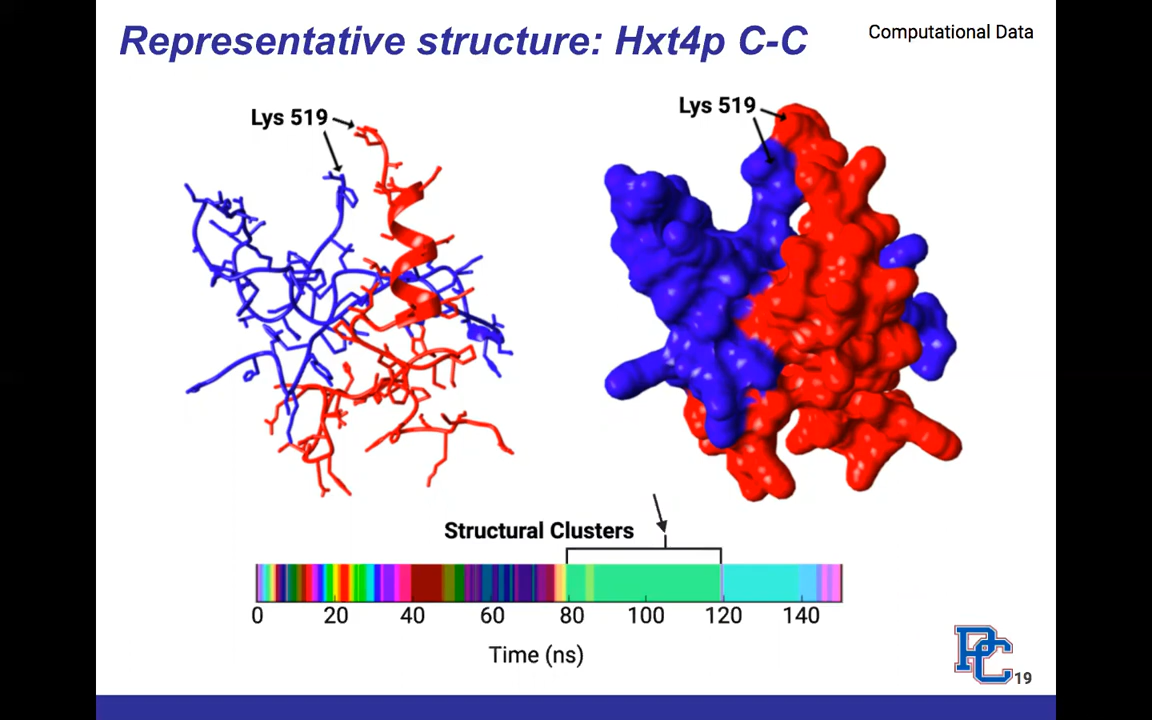 Representative structure: Hxt4p C-C
Computational Data
Lys 519
Lys 519
Structural Clusters
0 20 40 60 80 100 120 140
Time (ns)
PC
19